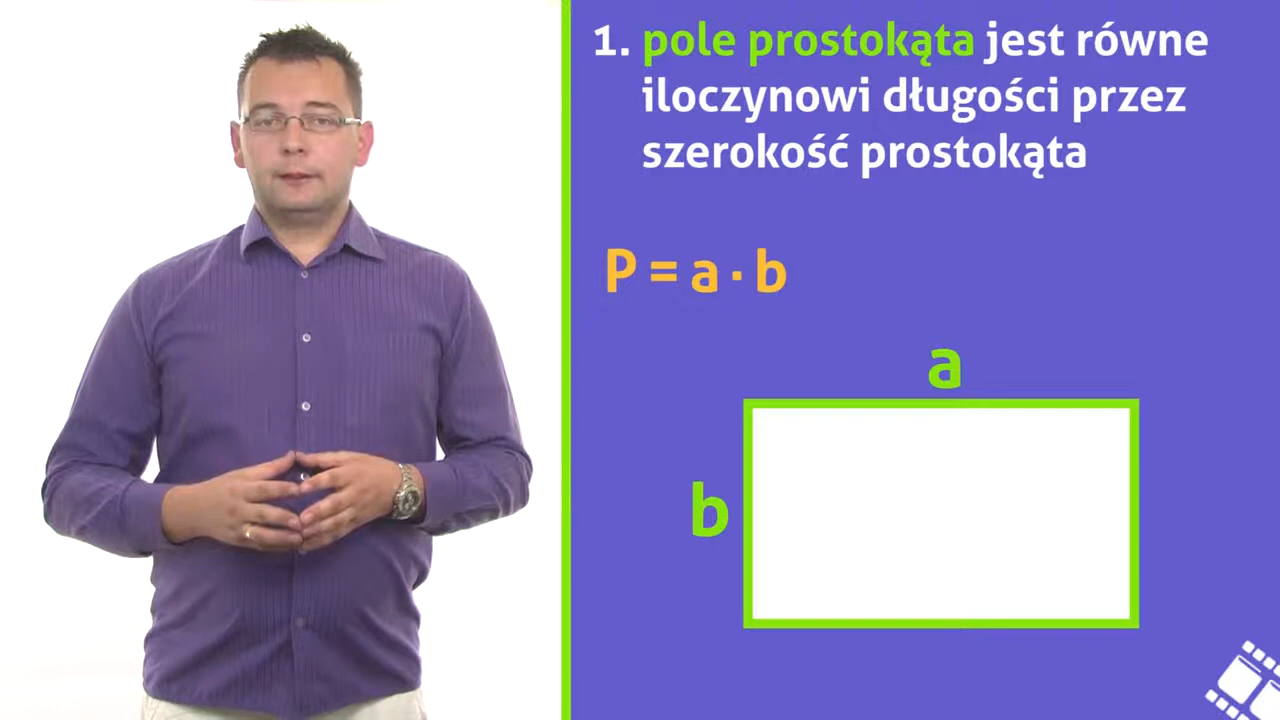 1. pole prostokąta jest równe
iloczynowi długości przez
szerokość prostokąta
P = a · b
a
b